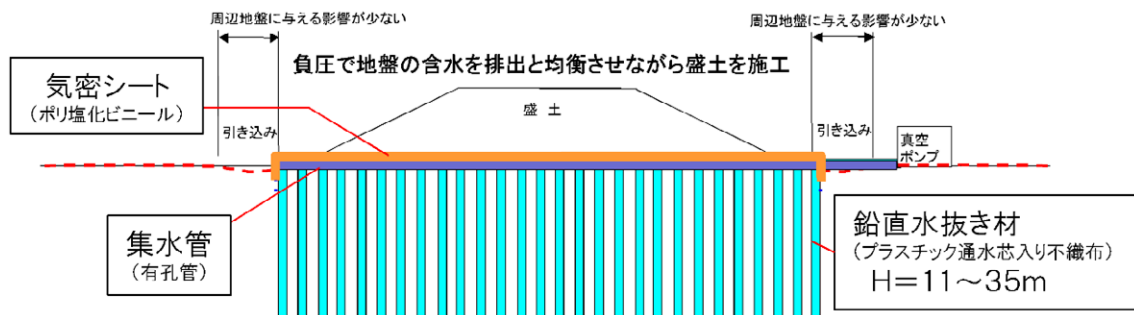 周辺地盤に与える影響が少ない
周辺地盤に与える影響が少ない
負圧で地盤の含水を排出と均衡させながら盛土を施工
気密シート
(ポリ塩化ビニール)
盛 土
引き込み
引き込み
真空
ポンプ
集水管
(有孔管)
鉛直水抜き材
(プラスチック通水芯入り不織布)
H=11～35m